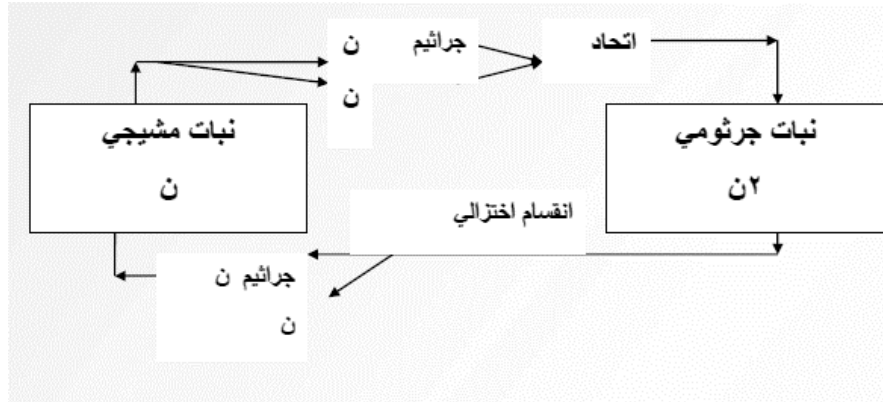 اتحاد
جراثيم ن
ن
نبات جرثومي
٢ن
نبات مشيجي
ن
انقسام اختزالي
جراثيم ن
ن